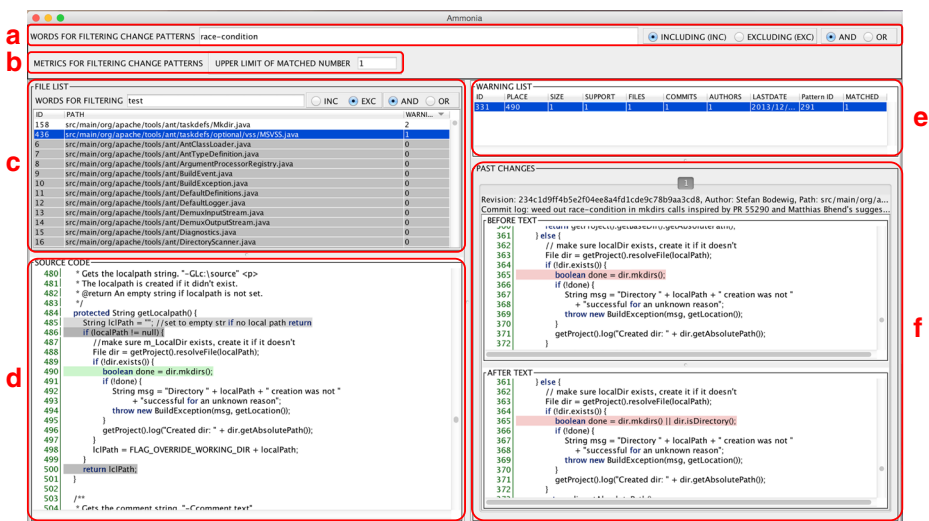 Ammonia
a
WORDS FOR FILTERING CHANGE PATTERNS race-condition INCLUDING (INC) EXCLUDING (EXC) AND OR
b
METRICS FOR FILTERING CHANGE PATTERNS UPPER LIMIT OF MATCHED NUMBER 1
c
FILE LIST
WORDS FOR FILTERING test INC EXC AND OR
ID PATH WARNI...
158 src/main/org/apache/tools/ant/taskdefs/Mkdir.java 2
436 src/main/org/apache/tools/ant/taskdefs/optional/vss/MSVSS.java 1
6 src/main/org/apache/tools/ant/AntClassLoader.java 0
7 src/main/org/apache/tools/ant/AntTypeDefinition.java 0
8 src/main/org/apache/tools/ant/ArgumentProcessorRegistry.java 0
9 src/main/org/apache/tools/ant/BuildEvent.java 0
10 src/main/org/apache/tools/ant/BuildException.java 0
11 src/main/org/apache/tools/ant/DefaultDefinitions.java 0
12 src/main/org/apache/tools/ant/DefaultLogger.java 0
13 src/main/org/apache/tools/ant/DemuxInputStream.java 0
14 src/main/org/apache/tools/ant/DemuxOutputStream.java 0
15 src/main/org/apache/tools/ant/Diagnostics.java 0
16 src/main/org/apache/tools/ant/DirectoryScanner.java 0
d
SOURCE CODE
480 * Gets the localpath string. "-GLc:\source" <p>
481 * The localpath is created if it didn't exist.
482 * @return An empty string if localpath is not set.
483 */
484 protected String getLocalpath() {
485 String lclPath = ""; //set to empty str if no local path return
486 if (localPath != null) {
487 //make sure m_LocalDir exists, create it if it doesn't
488 File dir = getProject().resolveFile(localPath);
489 if (!dir.exists()) {
490 boolean done = dir.mkdirs();
491 if (!done) {
492 String msg = "Directory " + localPath + " creation was not "
493 + "successful for an unknown reason";
494 throw new BuildException(msg, getLocation());
495 }
496 getProject().log("Created dir: " + dir.getAbsolutePath());
497 }
498 lclPath = FLAG_OVERRIDE_WORKING_DIR + localPath;
499 }
500 return lclPath;
501 }
502
503 /**
504 * Gets the comment string. "-Ccomment text"
e
WARNING LIST
ID PLACE SIZE SUPPORT FILES COMMITS AUTHORS LASTDATE Pattern ID MATCHED
331 490 1 1 1 1 1 2013/12/... 291 1
f
PAST CHANGES
1
Revision: 234c1d9ff4b5e2f04ee8a4fd1cde9c78b9aa3cd8, Author: Stefan Bodewig, Path: src/main/org/a...
Commit log: weed out race-condition in mkdirs calls inspired by PR 55290 and Matthias Bhend's sugges...
BEFORE TEXT
360 return getProject().getBaseDir().getAbsolutePath();
361 } else {
362 // make sure localDir exists, create it if it doesn't
363 File dir = getProject().resolveFile(localPath);
364 if (!dir.exists()) {
365 boolean done = dir.mkdirs();
366 if (!done) {
367 String msg = "Directory " + localPath + " creation was not "
368 + "successful for an unknown reason";
369 throw new BuildException(msg, getLocation());
370 }
371 getProject().log("Created dir: " + dir.getAbsolutePath());
372 }
AFTER TEXT
361 } else {
362 // make sure localDir exists, create it if it doesn't
363 File dir = getProject().resolveFile(localPath);
364 if (!dir.exists()) {
365 boolean done = dir.mkdirs() || dir.isDirectory();
366 if (!done) {
367 String msg = "Directory " + localPath + " creation was not "
368 + "successful for an unknown reason";
369 throw new BuildException(msg, getLocation());
370 }
371 getProject().log("Created dir: " + dir.getAbsolutePath());
372 }